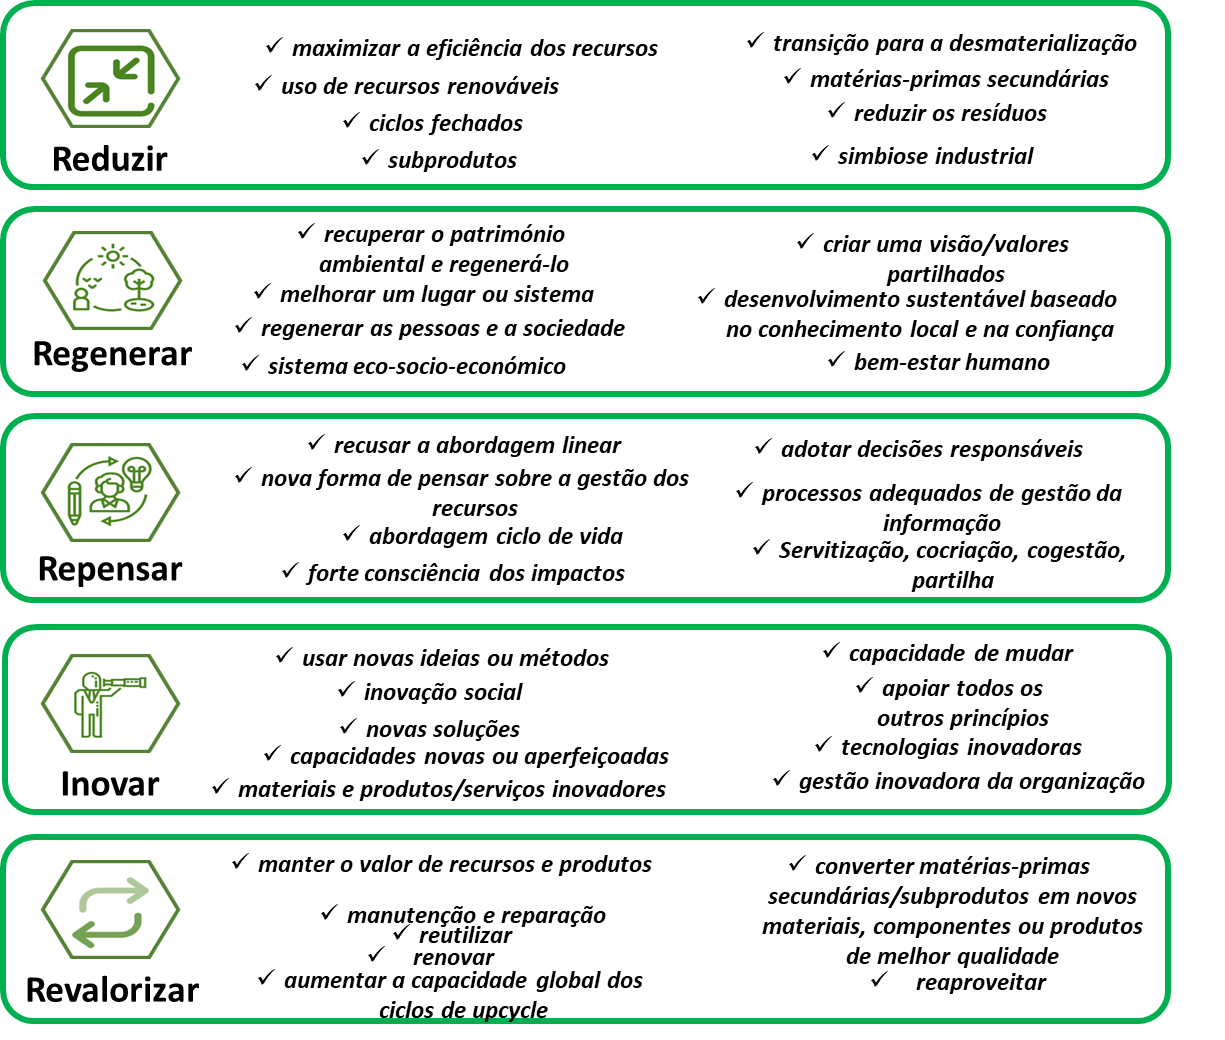 Reduzir
✓ maximizar a eficiência dos recursos
✓ uso de recursos renováveis
✓ ciclos fechados
✓ subprodutos
✓ transição para a desmaterialização
✓ matérias-primas secundárias
✓ reduzir os resíduos
✓ simbiose industrial
Regenerar
✓ recuperar o património
ambiental e regenerá-lo
✓ melhorar um lugar ou sistema
✓ regenerar as pessoas e a sociedade
✓ sistema eco-socio-económico
✓ criar uma visão/valores
partilhados
✓ desenvolvimento sustentável baseado
no conhecimento local e na confiança
✓ bem-estar humano
Repensar
✓ recusar a abordagem linear
✓ nova forma de pensar sobre a gestão dos
recursos
✓ abordagem ciclo de vida
✓ forte consciência dos impactos
✓ adotar decisões responsáveis
✓ processos adequados de gestão da
informação
✓ Servitização, cocriação, cogestão,
partilha
Inovar
✓ usar novas ideias ou métodos
✓ inovação social
✓ novas soluções
✓ capacidades novas ou aperfeiçoadas
✓ materiais e produtos/serviços inovadores
✓ capacidade de mudar
✓ apoiar todos os
outros princípios
✓ tecnologias inovadoras
✓ gestão inovadora da organização
Revalorizar
✓ manter o valor de recursos e produtos
✓ manutenção e reparação
✓ reutilizar
✓ renovar
✓ aumentar a capacidade global dos
ciclos de upcycle
✓ converter matérias-primas
secundárias/subprodutos em novos
materiais, componentes ou produtos
de melhor qualidade
✓ reaproveitar